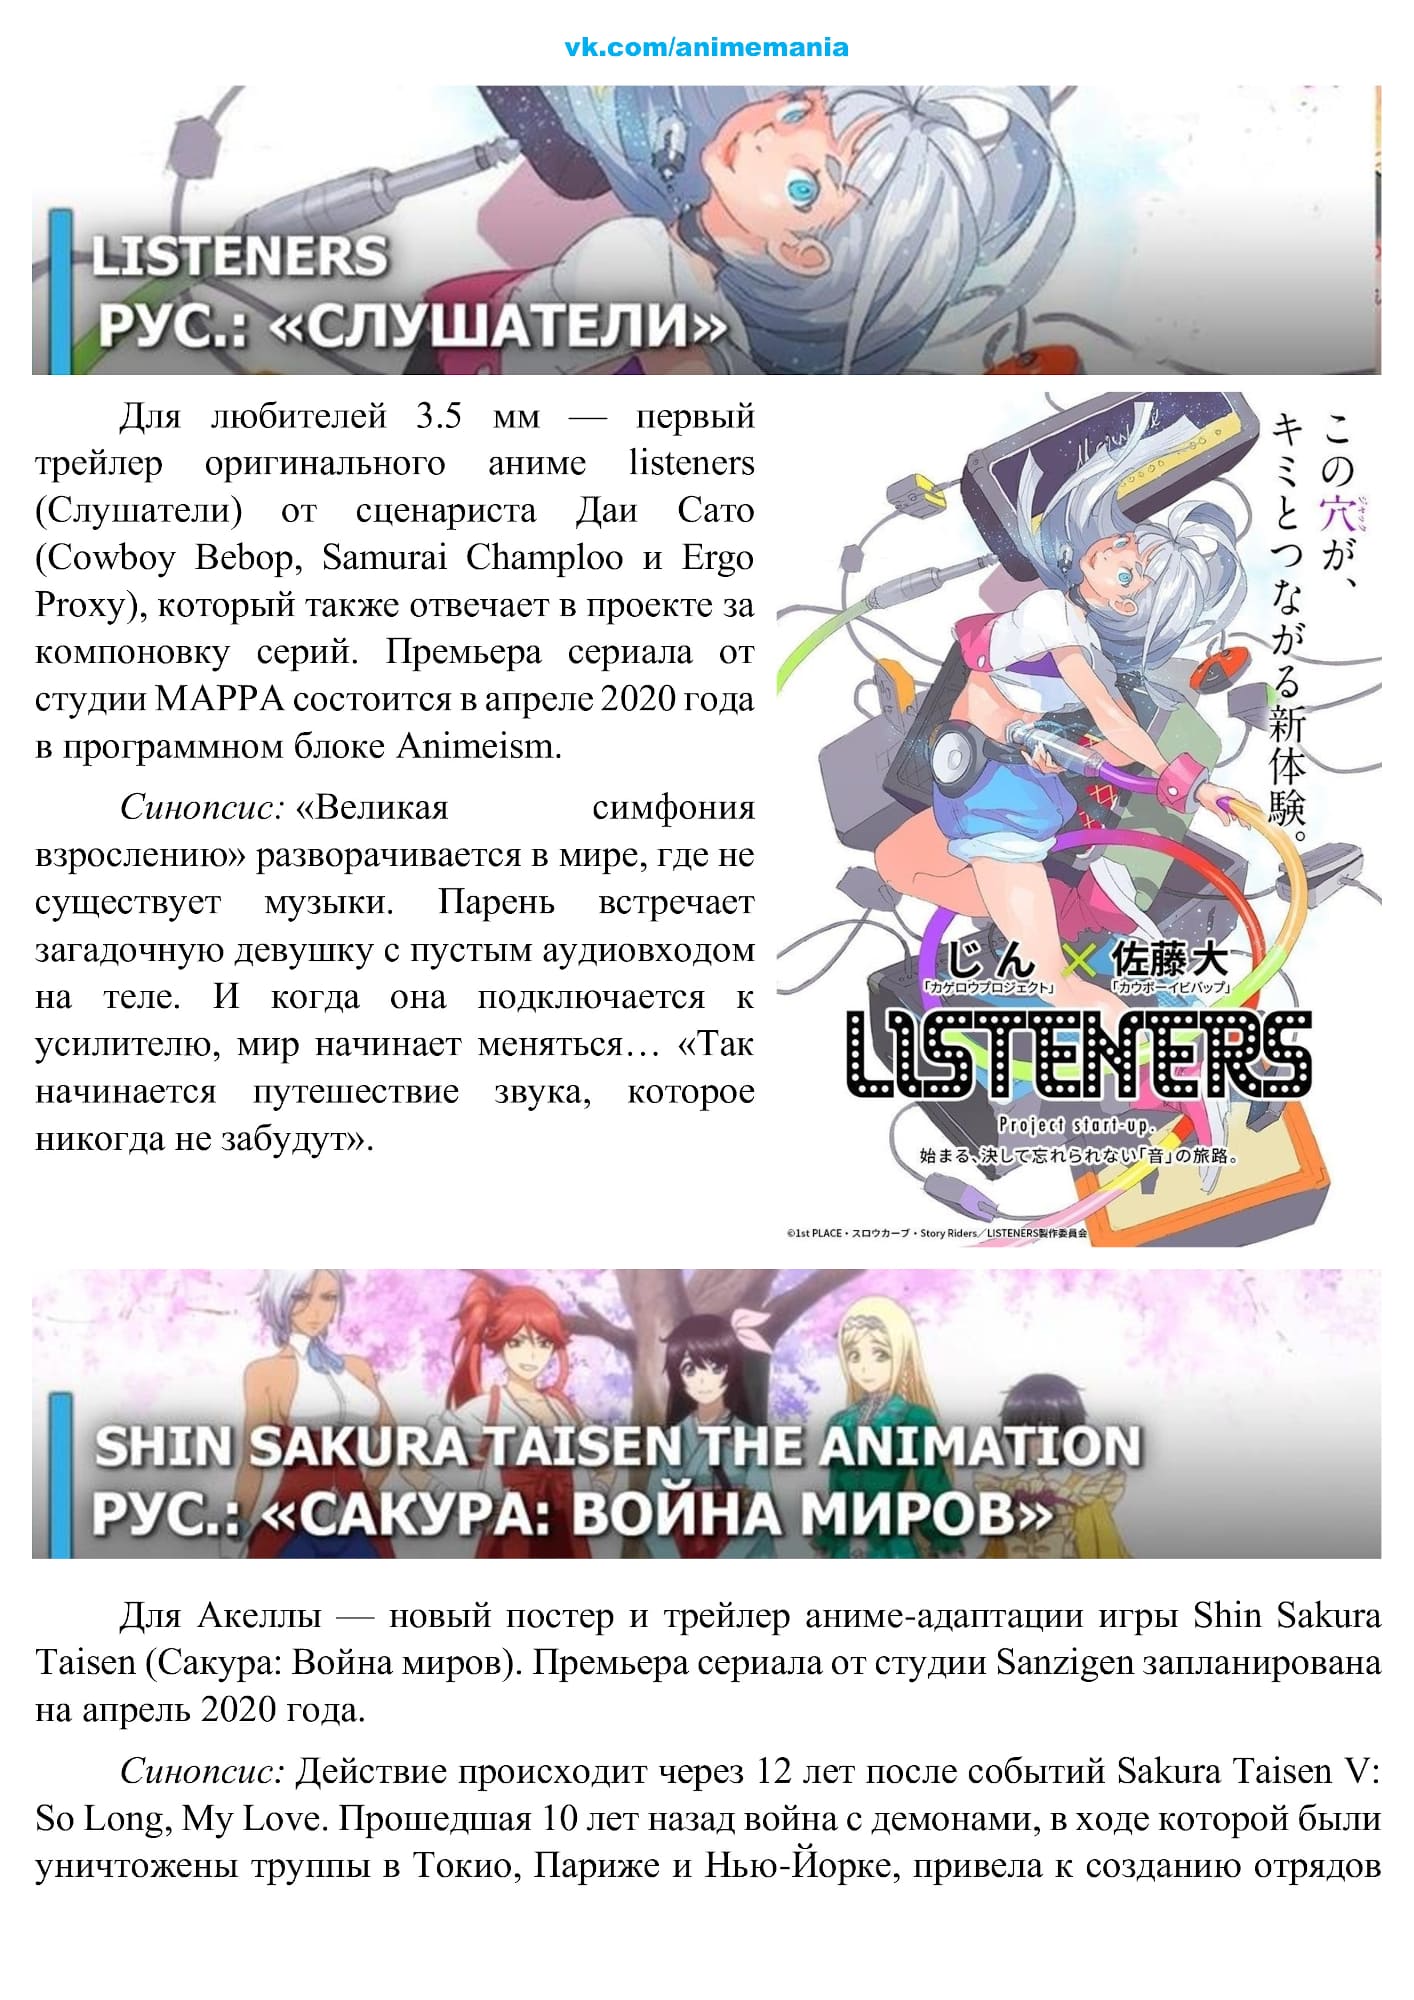 vk.com/animemania
LISTENERS
РУС.: «СЛУШАТЕЛИ»
Для любителей 3.5 мм — первый
трейлер оригинального аниме listeners
(Слушатели) от сценариста Даи Сато
(Cowboy Bebop, Samurai Champloo и Ergo
Proxy), который также отвечает в проекте за
компоновку серий. Премьера сериала от
студии MAPPA состоится в апреле 2020 года
в программном блоке Animeism.
Синопсис: «Великая симфония
взрослению» разворачивается в мире, где не
существует музыки. Парень встречает
загадочную девушку с пустым аудиовходом
на теле. И когда она подключается к
усилителю, мир начинает меняться… «Так
начинается путешествие звука, которое
никогда не забудут».
この穴が、
ジャック
キミとつながる新体験。
じん×佐藤大
「カゲロウプロジェクト」 「カウボーイビバップ」
LISTENERS
Project start-up.
始まる、決して忘れられない「音」の旅路。
©1st PLACE・スロウカーブ・Story Riders／LISTENERS製作委員会
SHIN SAKURA TAISEN THE ANIMATION
РУС.: «САКУРА: ВОЙНА МИРОВ»
Для Акеллы — новый постер и трейлер аниме-адаптации игры Shin Sakura
Taisen (Сакура: Война миров). Премьера сериала от студии Sanzigen запланирована
на апрель 2020 года.
Синопсис: Действие происходит через 12 лет после событий Sakura Taisen V:
So Long, My Love. Прошедшая 10 лет назад война с демонами, в ходе которой были
уничтожены труппы в Токио, Париже и Нью-Йорке, привела к созданию отрядов